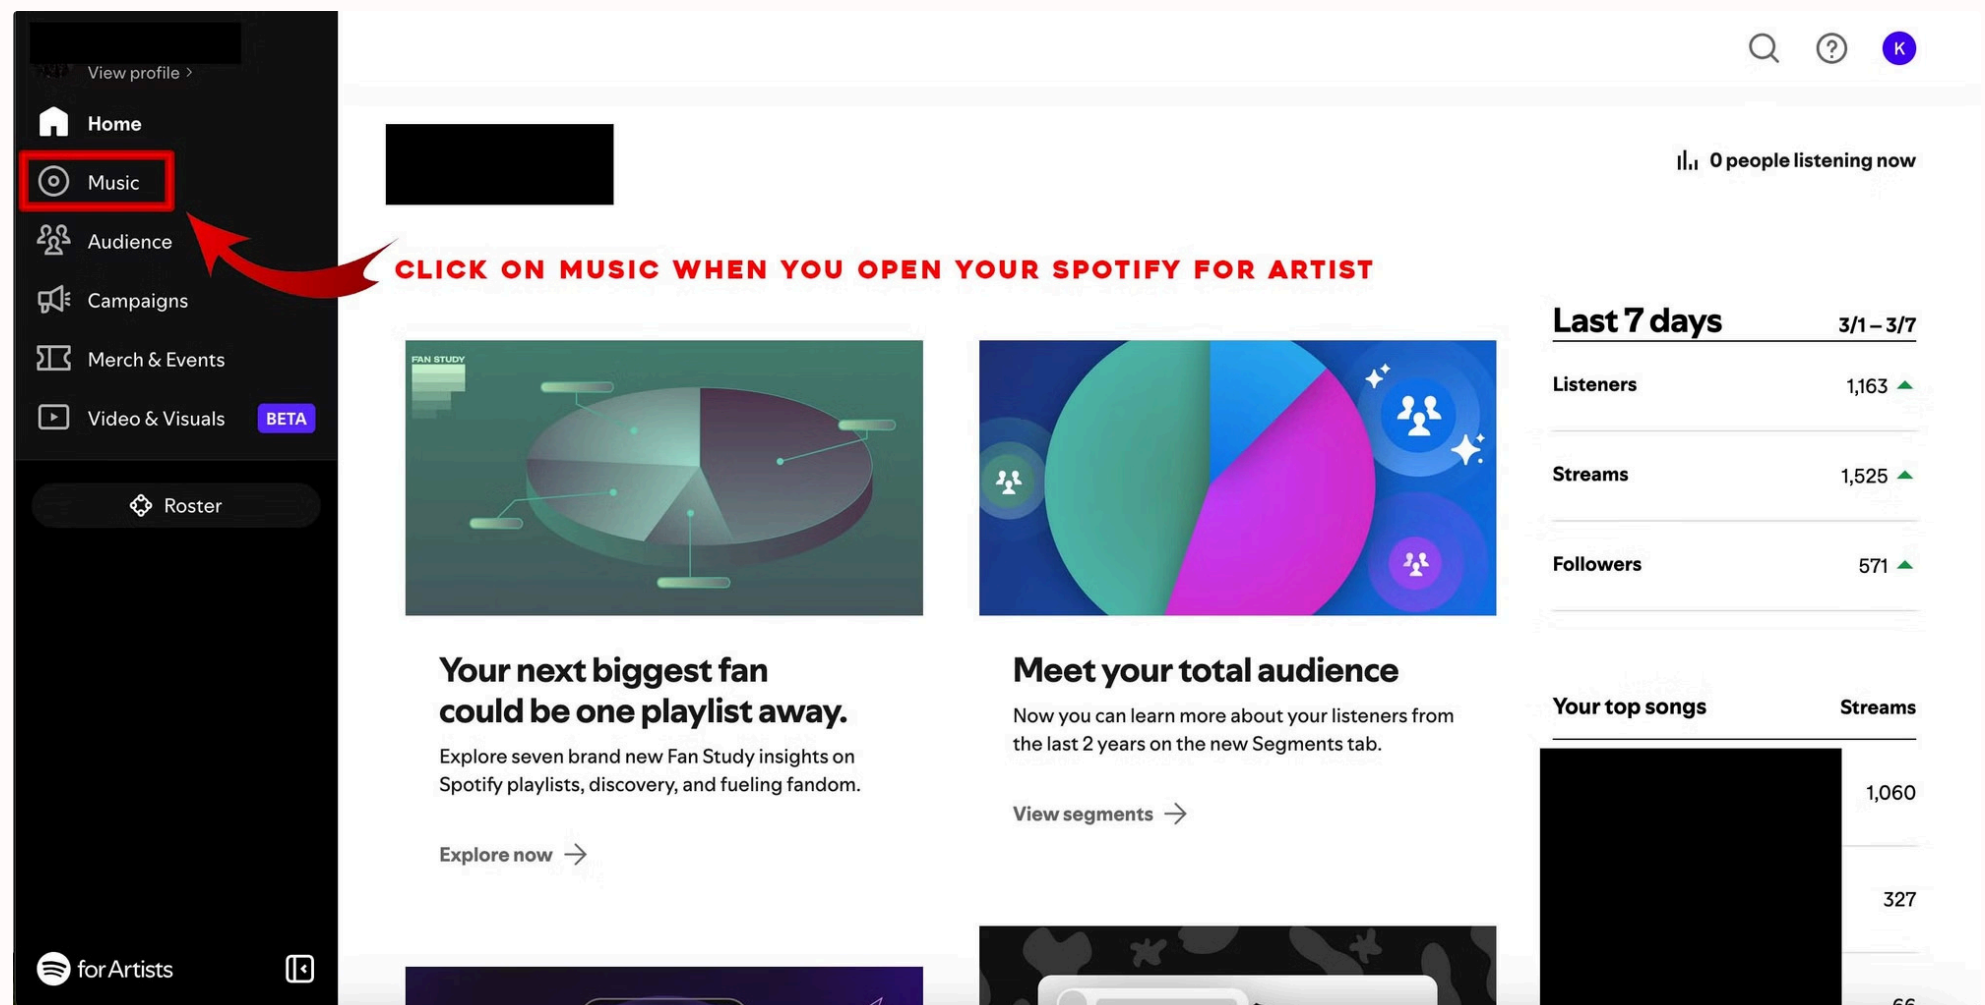 View profile >
Home
Music
Audience
Campaigns
Merch & Events
Video & Visuals BETA
Roster
for Artists
K
0 people listening now
CLICK ON MUSIC WHEN YOU OPEN YOUR SPOTIFY FOR ARTIST
FAN STUDY
Your next biggest fan
could be one playlist away.
Explore seven brand new Fan Study insights on
Spotify playlists, discovery, and fueling fandom.
Explore now
Meet your total audience
Now you can learn more about your listeners from
the last 2 years on the new Segments tab.
View segments
Last 7 days 3/1 – 3/7
Listeners 1,163
Streams 1,525
Followers 571
Your top songs Streams
1,060
327
66